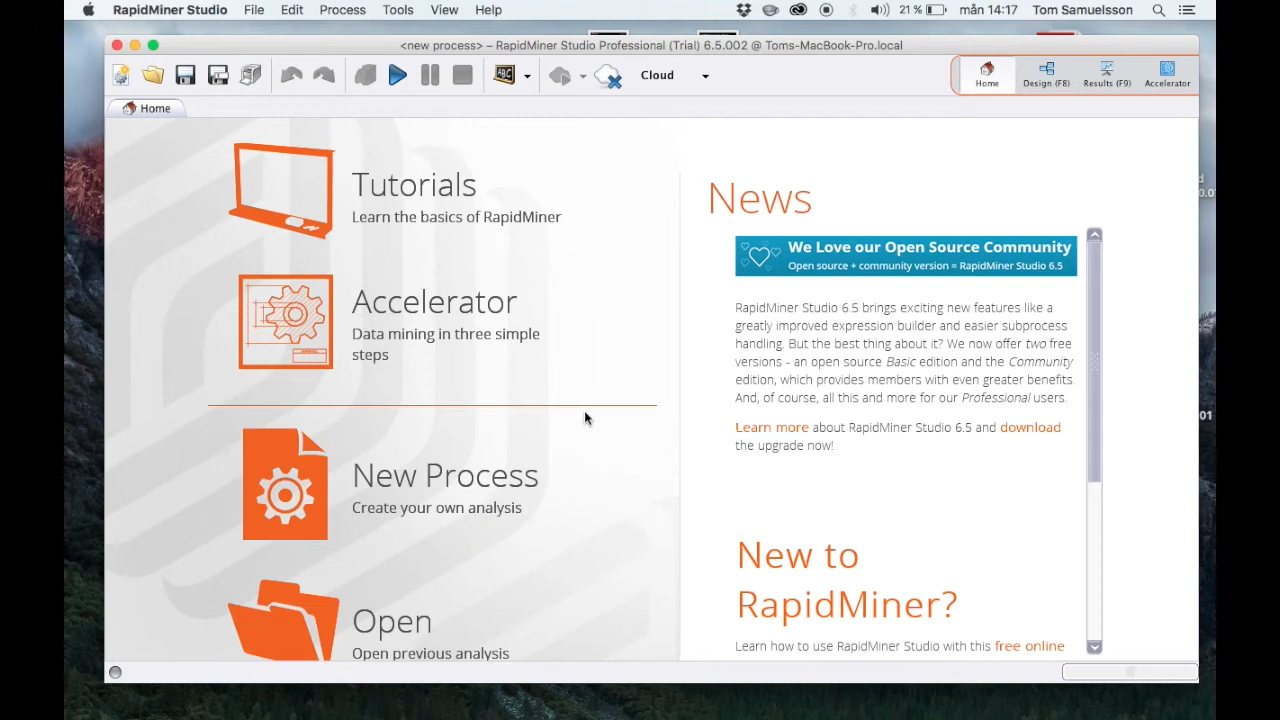 RapidMiner Studio File Edit Process Tools View Help 21 % mån 14:17 Tom Samuelsson
<new process> – RapidMiner Studio Professional (Trial) 6.5.002 @ Toms-MacBook-Pro.local
ABC Cloud
Home Design (F8) Results (F9) Accelerator
Home
Tutorials
Learn the basics of RapidMiner
Accelerator
Data mining in three simple
steps
New Process
Create your own analysis
Open
Open previous analysis
News
We Love our Open Source Community
Open source + community version = RapidMiner Studio 6.5
RapidMiner Studio 6.5 brings exciting new features like a
greatly improved expression builder and easier subprocess
handling. But the best thing about it? We now offer two free
versions - an open source Basic edition and the Community
edition, which provides members with even greater benefits.
And, of course, all this and more for our Professional users.
Learn more about RapidMiner Studio 6.5 and download
the upgrade now!
New to
RapidMiner?
Learn how to use RapidMiner Studio with this free online